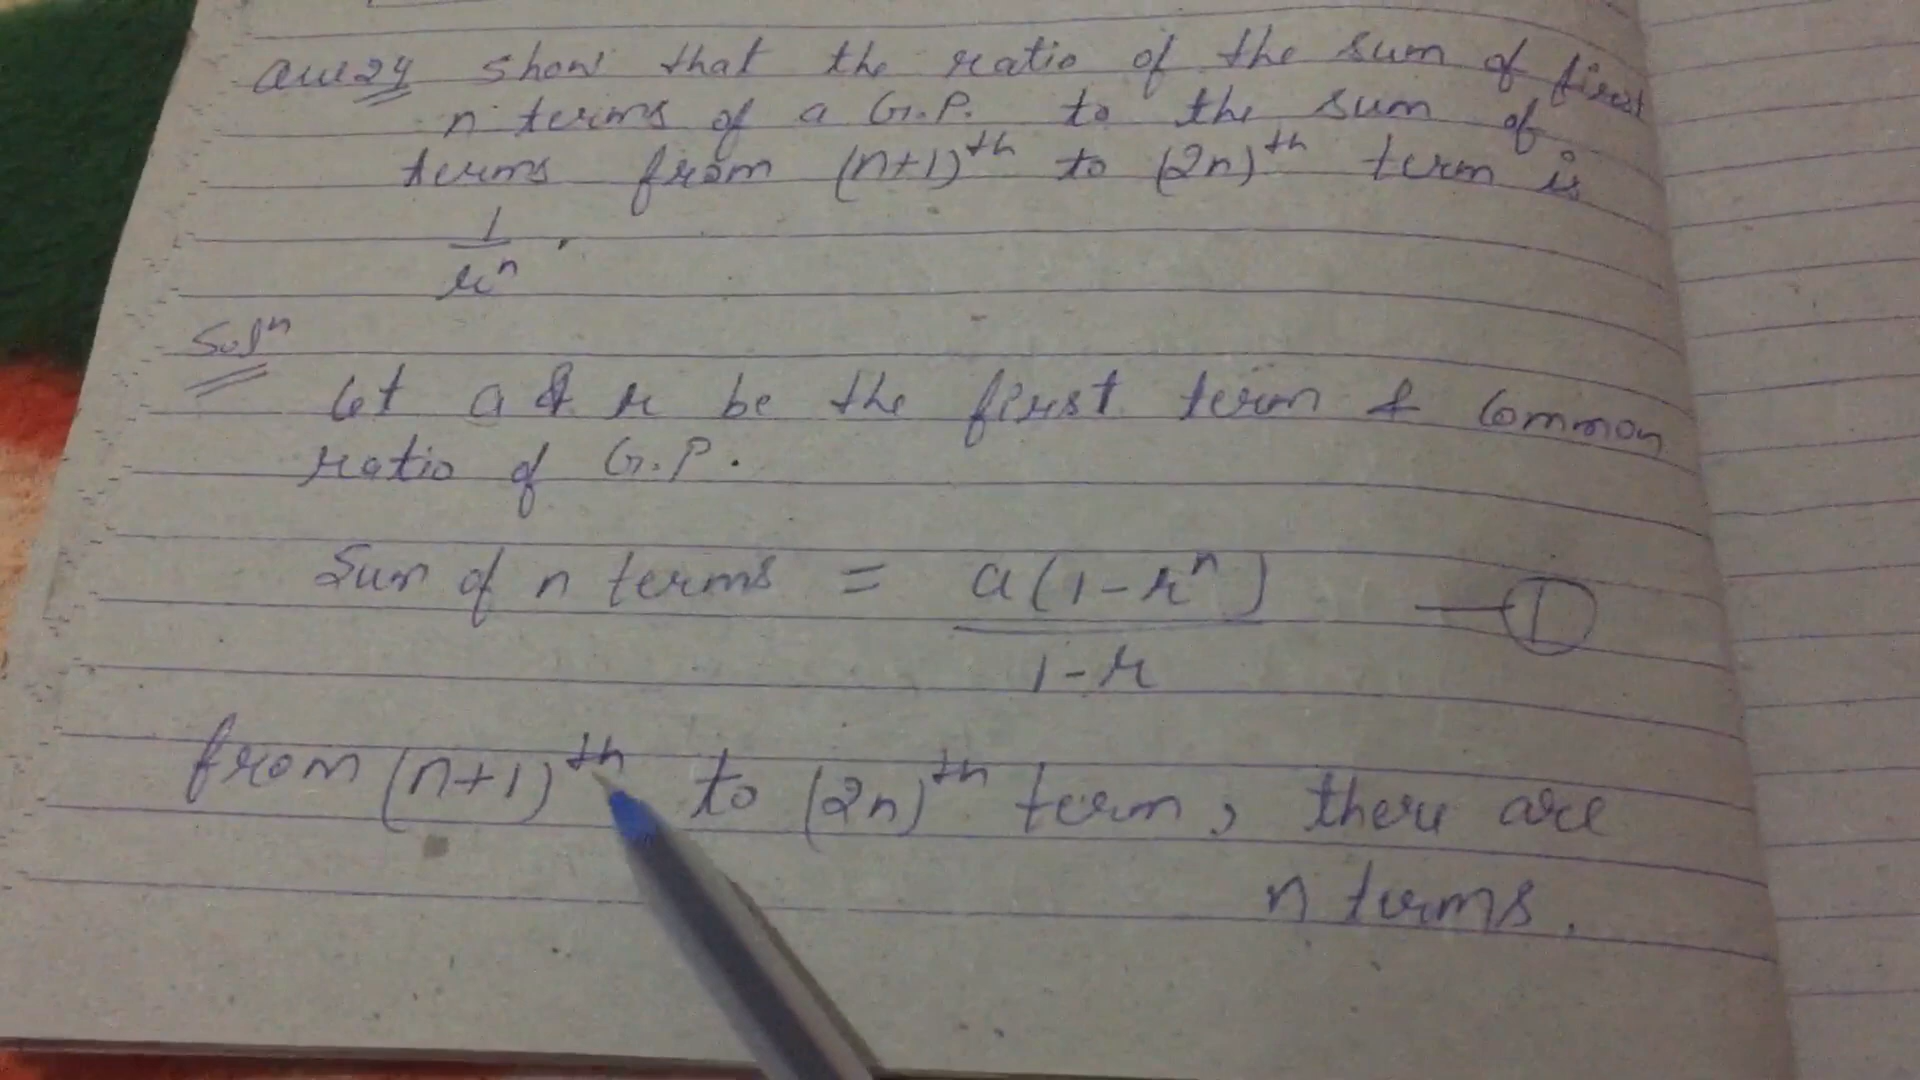 Que24 show that the ratio of the sum of first
n terms of a G.P. to the sum of
terms from (n+1)^th to (2n)^th term is
1/r^n .
Sol^n
Let a & r be the first term & Common
ratio of G.P.
Sum of n terms = a(1-r^n)/1-r —①
from (n+1)^th to (2n)^th term, there are
n terms.